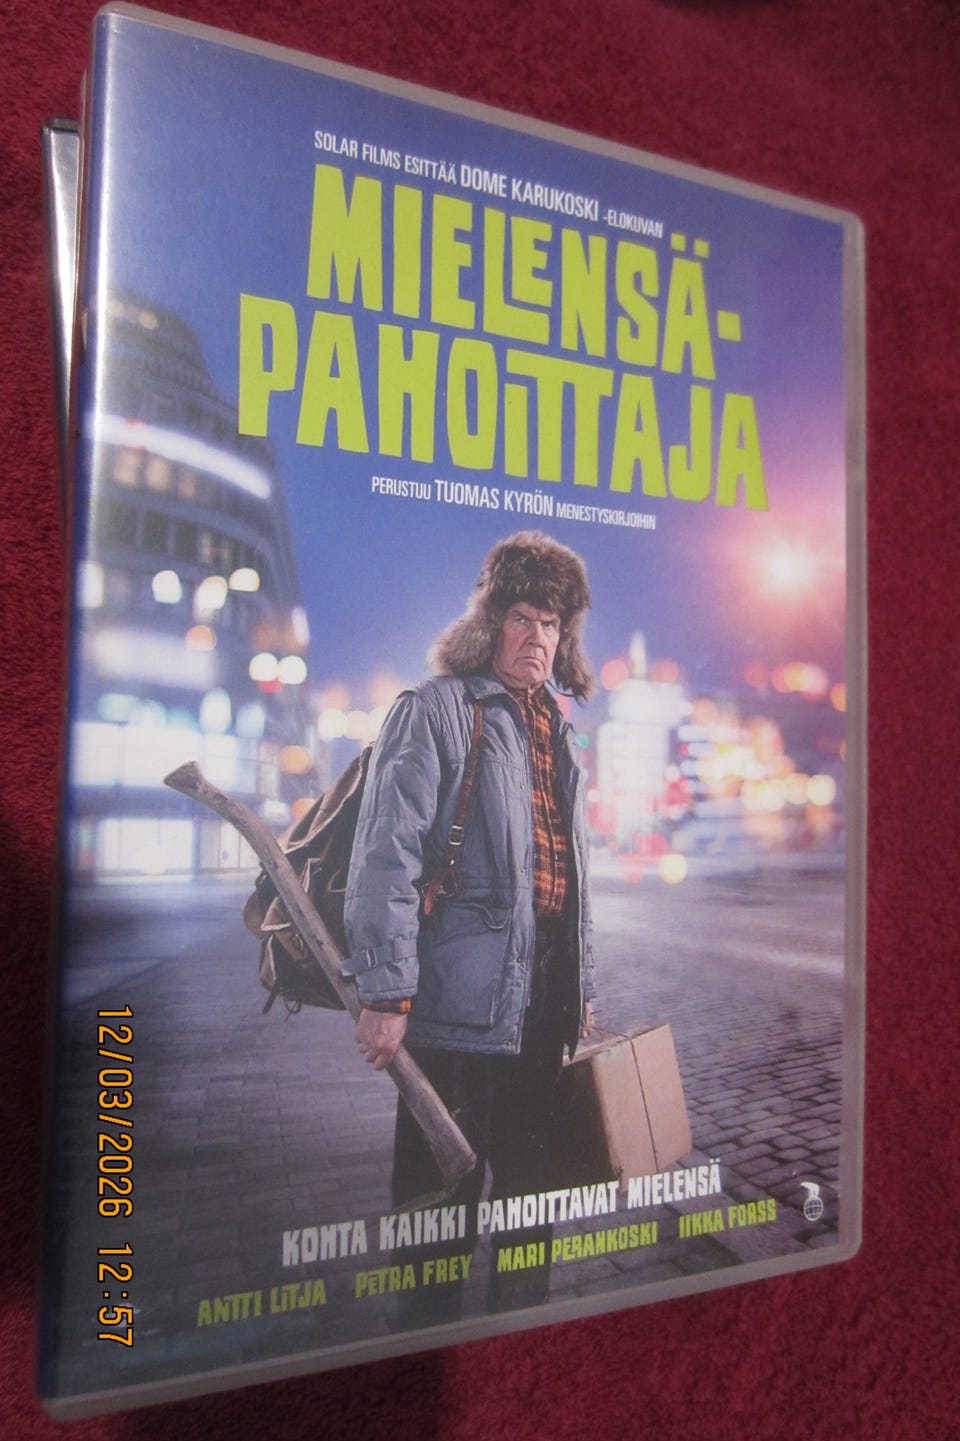 SOLAR FILMS ESITTÄÄ DOME KARUKOSKI -ELOKUVAN
MIELENSÄ-
PAHOITTAJA
PERUSTUU TUOMAS KYRÖN MENESTYSKIRJOIHIN
KOHTA KAIKKI PAHOITTAVAT MIELENSÄ
ANTTI LITJA PETRA FREY MARI PERANKOSKI IIKKA FORSS
12/03/2026 12:57